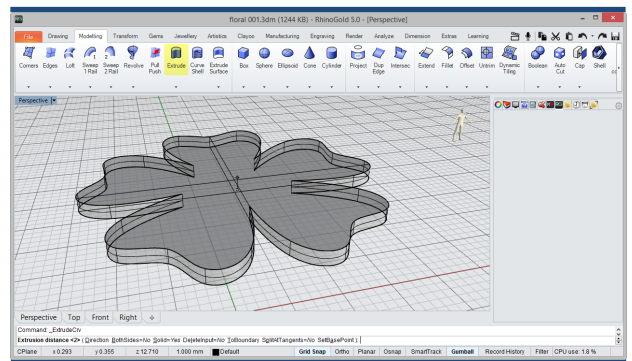 floral 001.3dm (1244 KB) - RhinoGold 5.0 - [Perspective]
File Drawing Modelling Transform Gems Jewellery Artistics Clayoo Manufacturing Engraving Render Analyze Dimension Extras Learning
Corners Edges Loft Sweep 1 Rail Sweep 2 Rail Revolve Pull Push Extrude Curve Shell Extrude Surface Box Sphere Ellipsoid Cone Cylinder Project Dup Edge Intersec Extend Fillet Offset Untrim Dynamic Tiling Boolean Auto Cut Cap Shell
Perspective
Perspective Top Front Right
Command: _ExtrudeCrv
Extrusion distance <2> ( Direction BothSides=No Solid=Yes DeleteInput=No ToBoundary SplitAtTangents=No SetBasePoint )
CPlane x 0.293 y 0.355 z 12.710 1.000 mm Default Grid Snap Ortho Planar Osnap SmartTrack Gumball Record History Filter CPU use: 1.8 %